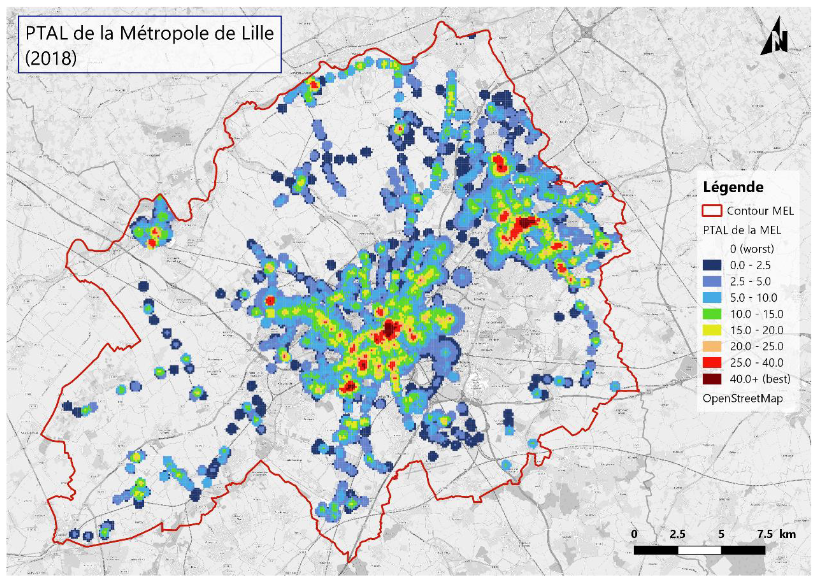 PTAL de la Métropole de Lille
(2018)
N
Légende
Contour MEL
PTAL de la MEL
0 (worst)
0.0 - 2.5
2.5 - 5.0
5.0 - 10.0
10.0 - 15.0
15.0 - 20.0
20.0 - 25.0
25.0 - 40.0
40.0+ (best)
OpenStreetMap
0 2.5 5 7.5 km